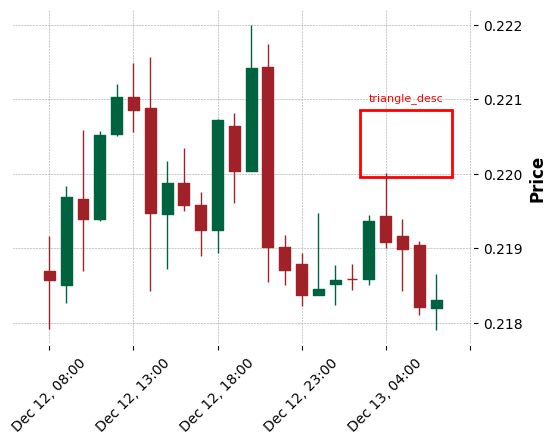 0.222
triangle_desc
0.221
0.220
0.219
0.218
Price
Dec 12, 08:00
Dec 12, 13:00
Dec 12, 18:00
Dec 12, 23:00
Dec 13, 04:00